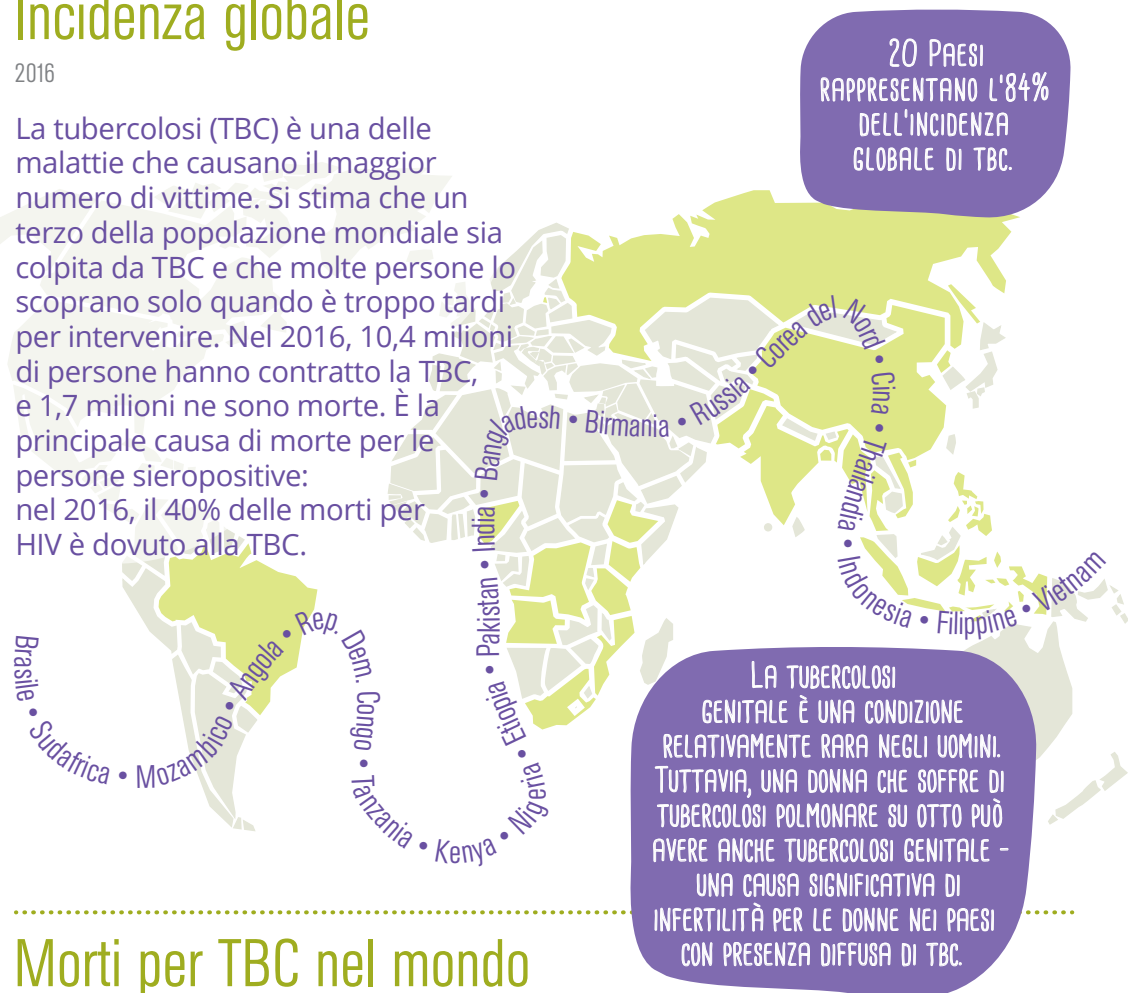 Incidenza globale
2016
La tubercolosi (TBC) è una delle
malattie che causano il maggior
numero di vittime. Si stima che un
terzo della popolazione mondiale sia
colpita da TBC e che molte persone lo
scoprano solo quando è troppo tardi
per intervenire. Nel 2016, 10,4 milioni
di persone hanno contratto la TBC,
e 1,7 milioni ne sono morte. È la
principale causa di morte per le
persone sieropositive:
nel 2016, il 40% delle morti per
HIV è dovuto alla TBC.
20 PAESI
RAPPRESENTANO L'84%
DELL'INCIDENZA
GLOBALE DI TBC.
Brasile • Sudafrica • Mozambico • Angola • Rep. Dem. Congo • Tanzania • Kenya • Nigeria • Etiopia • Pakistan • India • Bangladesh • Birmania • Russia • Corea del Nord • Cina • Thailandia • Indonesia • Filippine • Vietnam
LA TUBERCOLOSI
GENITALE È UNA CONDIZIONE
RELATIVAMENTE RARA NEGLI UOMINI.
TUTTAVIA, UNA DONNA CHE SOFFRE DI
TUBERCOLOSI POLMONARE SU OTTO PUÒ
AVERE ANCHE TUBERCOLOSI GENITALE -
UNA CAUSA SIGNIFICATIVA DI
INFERTILITÀ PER LE DONNE NEI PAESI
CON PRESENZA DIFFUSA DI TBC.
Morti per TBC nel mondo